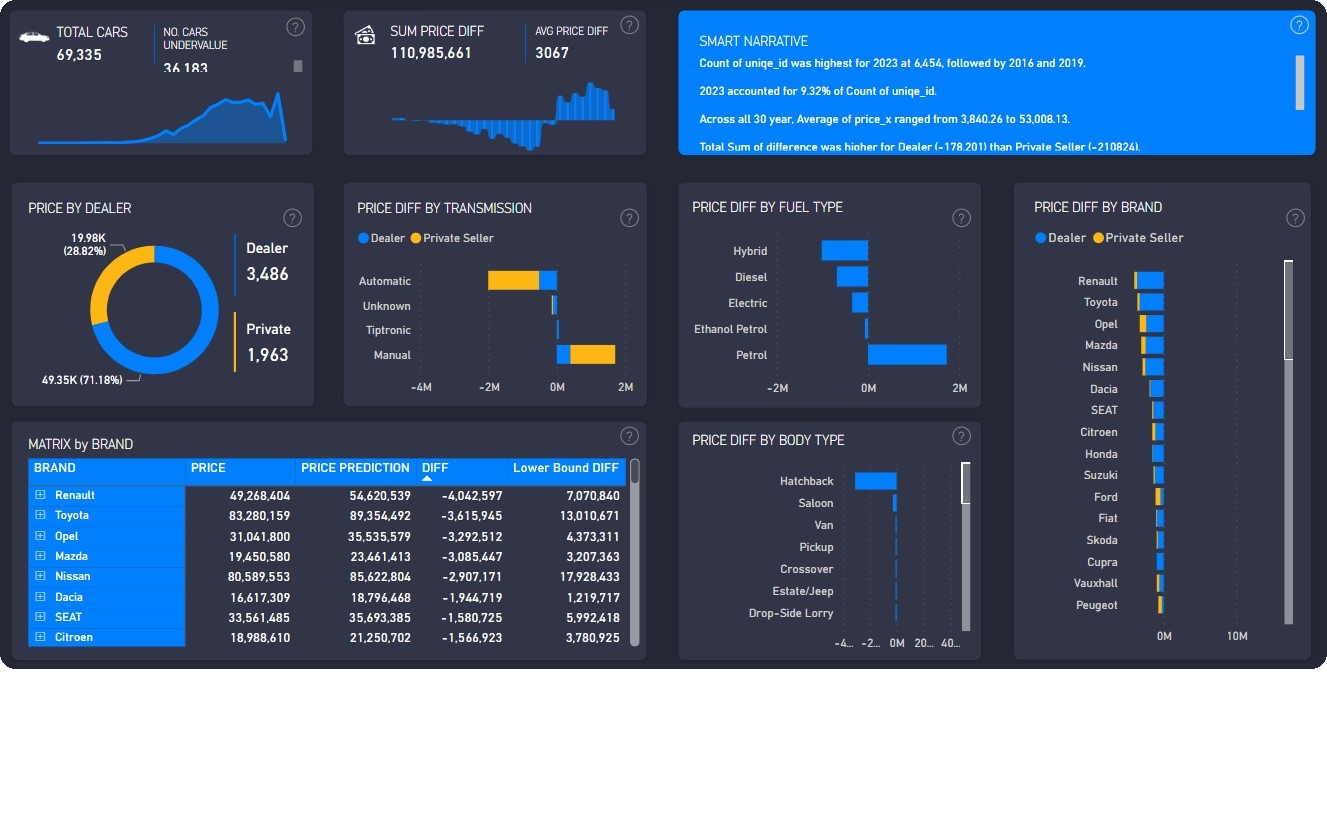 TOTAL CARS
69,335
NO. CARS
UNDERVALUE
36,183
?
SUM PRICE DIFF
110,985,661
AVG PRICE DIFF
3067
?
SMART NARRATIVE
?
Count of uniqe_id was highest for 2023 at 6,454, followed by 2016 and 2019.
2023 accounted for 9.32% of Count of uniqe_id.
Across all 30 year, Average of price_x ranged from 3,840.26 to 53,008.13.
Total Sum of difference was higher for Dealer (-178,201) than Private Seller (-210824).
PRICE BY DEALER
?
19.98K
(28.82%)
49.35K (71.18%)
Dealer
3,486
Private
1,963
PRICE DIFF BY TRANSMISSION
?
Dealer Private Seller
Automatic
Unknown
Tiptronic
Manual
-4M -2M 0M 2M
PRICE DIFF BY FUEL TYPE
?
Hybrid
Diesel
Electric
Ethanol Petrol
Petrol
-2M 0M 2M
PRICE DIFF BY BRAND
?
Dealer Private Seller
Renault
Toyota
Opel
Mazda
Nissan
Dacia
SEAT
Citroen
Honda
Suzuki
Ford
Fiat
Skoda
Cupra
Vauxhall
Peugeot
0M 10M
MATRIX by BRAND
?
BRAND PRICE PRICE PREDICTION DIFF Lower Bound DIFF
Renault 49,268,404 54,620,539 -4,042,597 7,070,840
Toyota 83,280,159 89,354,492 -3,615,945 13,010,671
Opel 31,041,800 35,535,579 -3,292,512 4,373,311
Mazda 19,450,580 23,461,413 -3,085,447 3,207,363
Nissan 80,589,553 85,622,804 -2,907,171 17,928,433
Dacia 16,617,309 18,796,468 -1,944,719 1,219,717
SEAT 33,561,485 35,693,385 -1,580,725 5,992,418
Citroen 18,988,610 21,250,702 -1,566,923 3,780,925
PRICE DIFF BY BODY TYPE
?
Hatchback
Saloon
Van
Pickup
Crossover
Estate/Jeep
Drop-Side Lorry
-4... -2... 0M 20... 40...